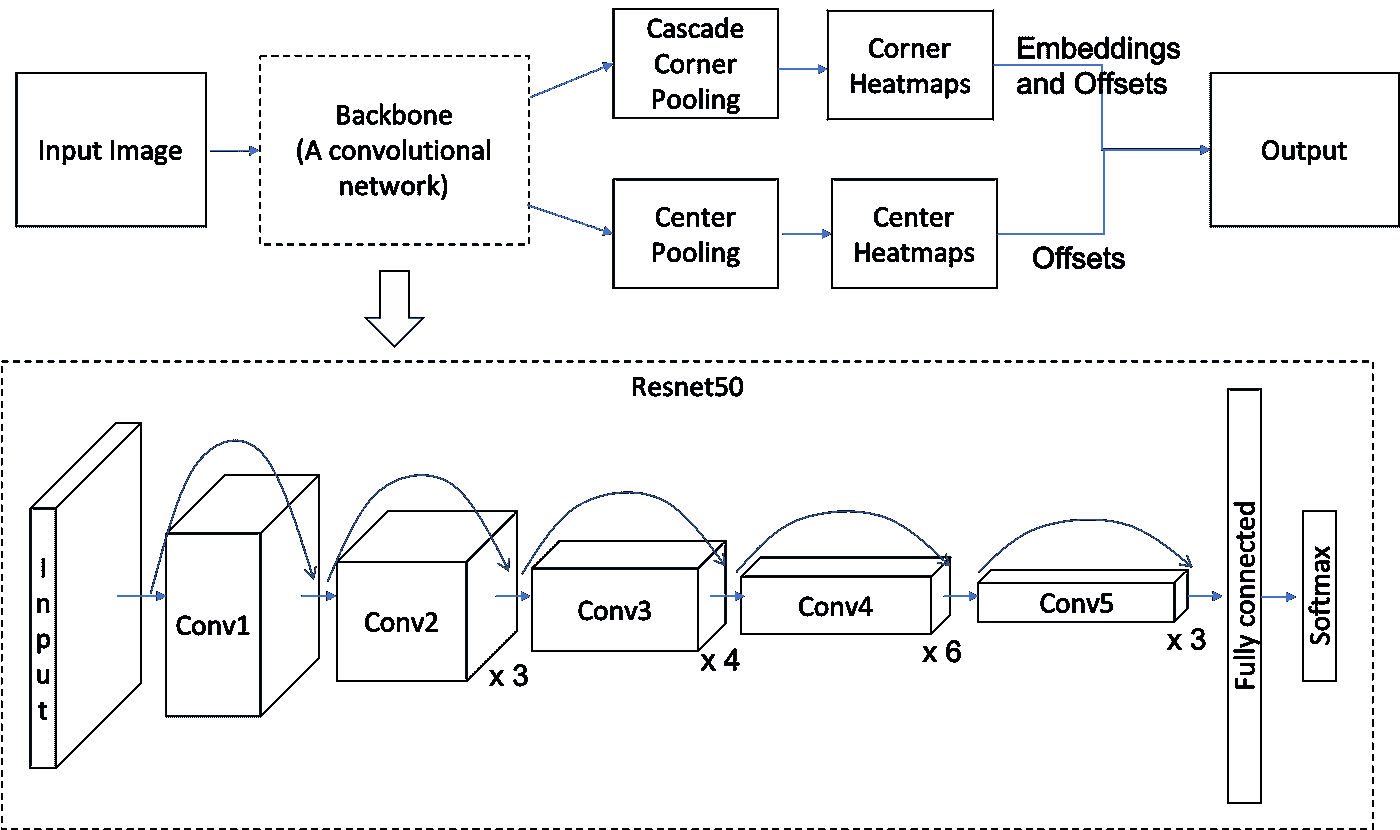 Input Image
Backbone
(A convolutional
network)
Cascade
Corner
Pooling
Corner
Heatmaps
Embeddings
and Offsets
Center
Pooling
Center
Heatmaps
Offsets
Output
Resnet50
Input
Conv1
Conv2
x 3
Conv3
x 4
Conv4
x 6
Conv5
x 3
Fully connected
Softmax